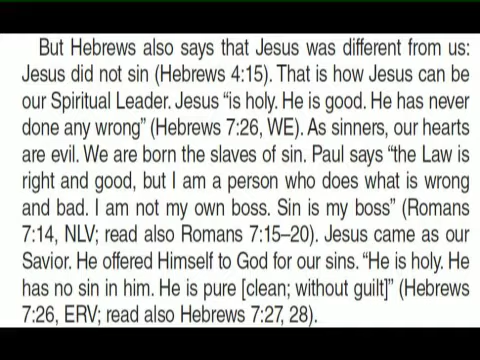 But Hebrews also says that Jesus was different from us:
Jesus did not sin (Hebrews 4:15). That is how Jesus can be
our Spiritual Leader. Jesus “is holy. He is good. He has never
done any wrong” (Hebrews 7:26, WE). As sinners, our hearts
are evil. We are born the slaves of sin. Paul says “the Law is
right and good, but I am a person who does what is wrong
and bad. I am not my own boss. Sin is my boss” (Romans
7:14, NLV; read also Romans 7:15–20). Jesus came as our
Savior. He offered Himself to God for our sins. “He is holy. He
has no sin in him. He is pure [clean; without guilt]” (Hebrews
7:26, ERV; read also Hebrews 7:27, 28).